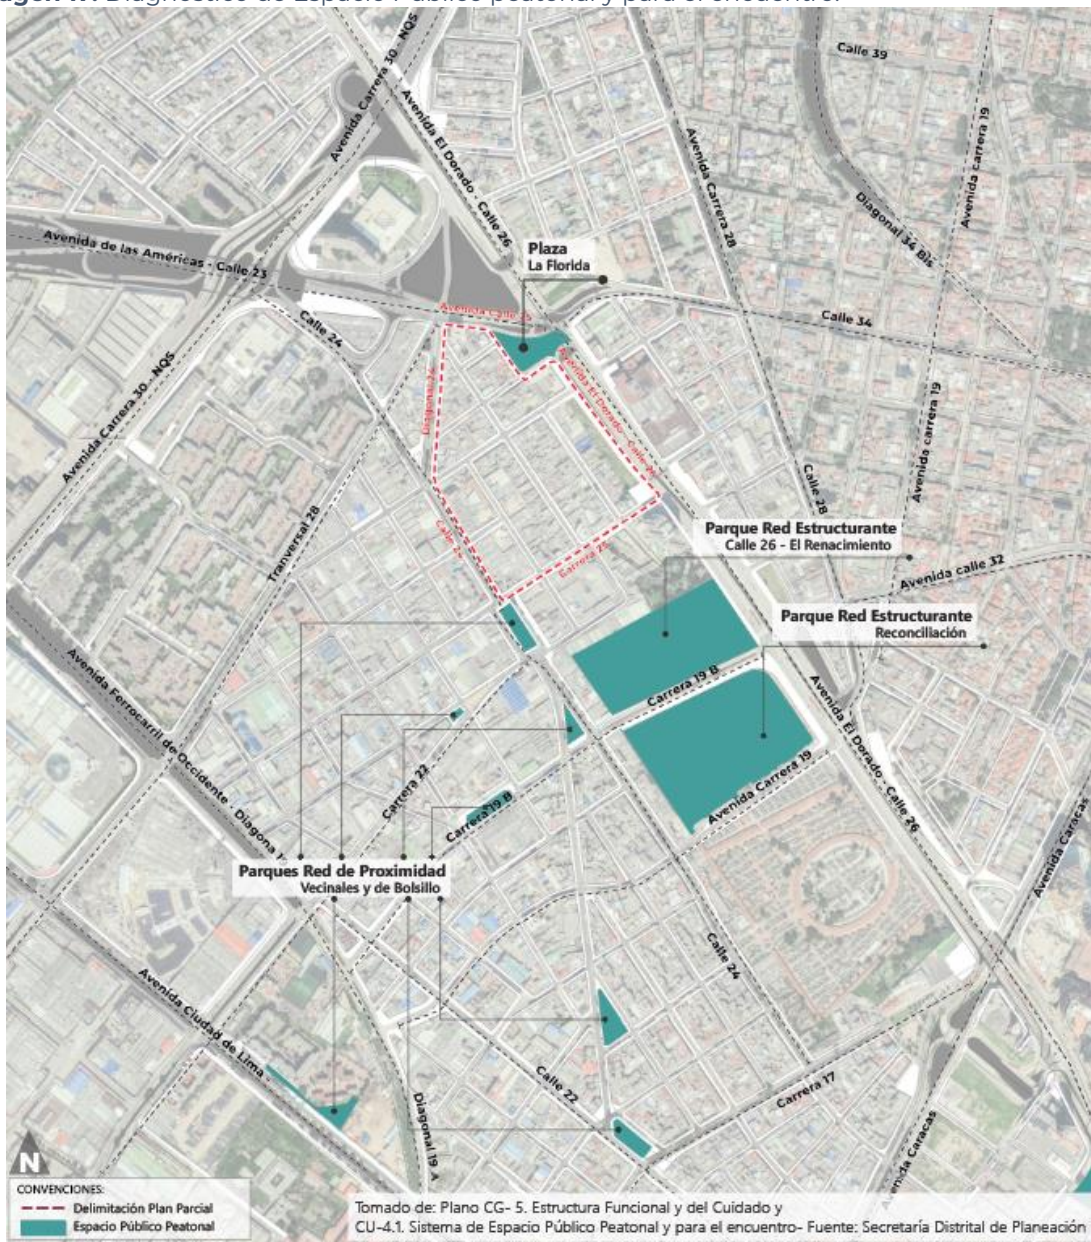 Diagnóstico de Espacio Público peatonal y para el encuentro.
Calle 39
Avenida Carrera 30 - NQS
Avenida El Dorado - Calle 26
Avenida Carrera 28
Avenida carrera 19
Diagonal 34 Bis
Avenida de las Américas - Calle 23
Plaza
La Florida
Calle 34
Calle 24
Avenida Carrera 30 - NQS
Avenida El Dorado - Calle 26
Avenida carrera 19
Tranversal 28
Calle 28
Carrera 25
Parque Red Estructurante
Calle 26 - El Renacimiento
Avenida calle 32
Parque Red Estructurante
Reconciliación
Avenida Ferrocarril de Occidente - Diagona
Carrera 19 B
Avenida El Dorado - Calle 26
Carrera 22
Carrera 19 B
Avenida Carrera 19
Avenida Caracas
Parques Red de Proximidad
Vecinales y de Bolsillo
Calle 24
Avenida Ciudad de Lima -
Calle 22
Carrera 17
Diagonal 19 A
Avenida Caracas
N
CONVENCIONES:
Delimitación Plan Parcial
Espacio Público Peatonal
Tomado de: Plano CG- 5. Estructura Funcional y del Cuidado y
CU-4.1. Sistema de Espacio Público Peatonal y para el encuentro- Fuente: Secretaría Distrital de Planeación